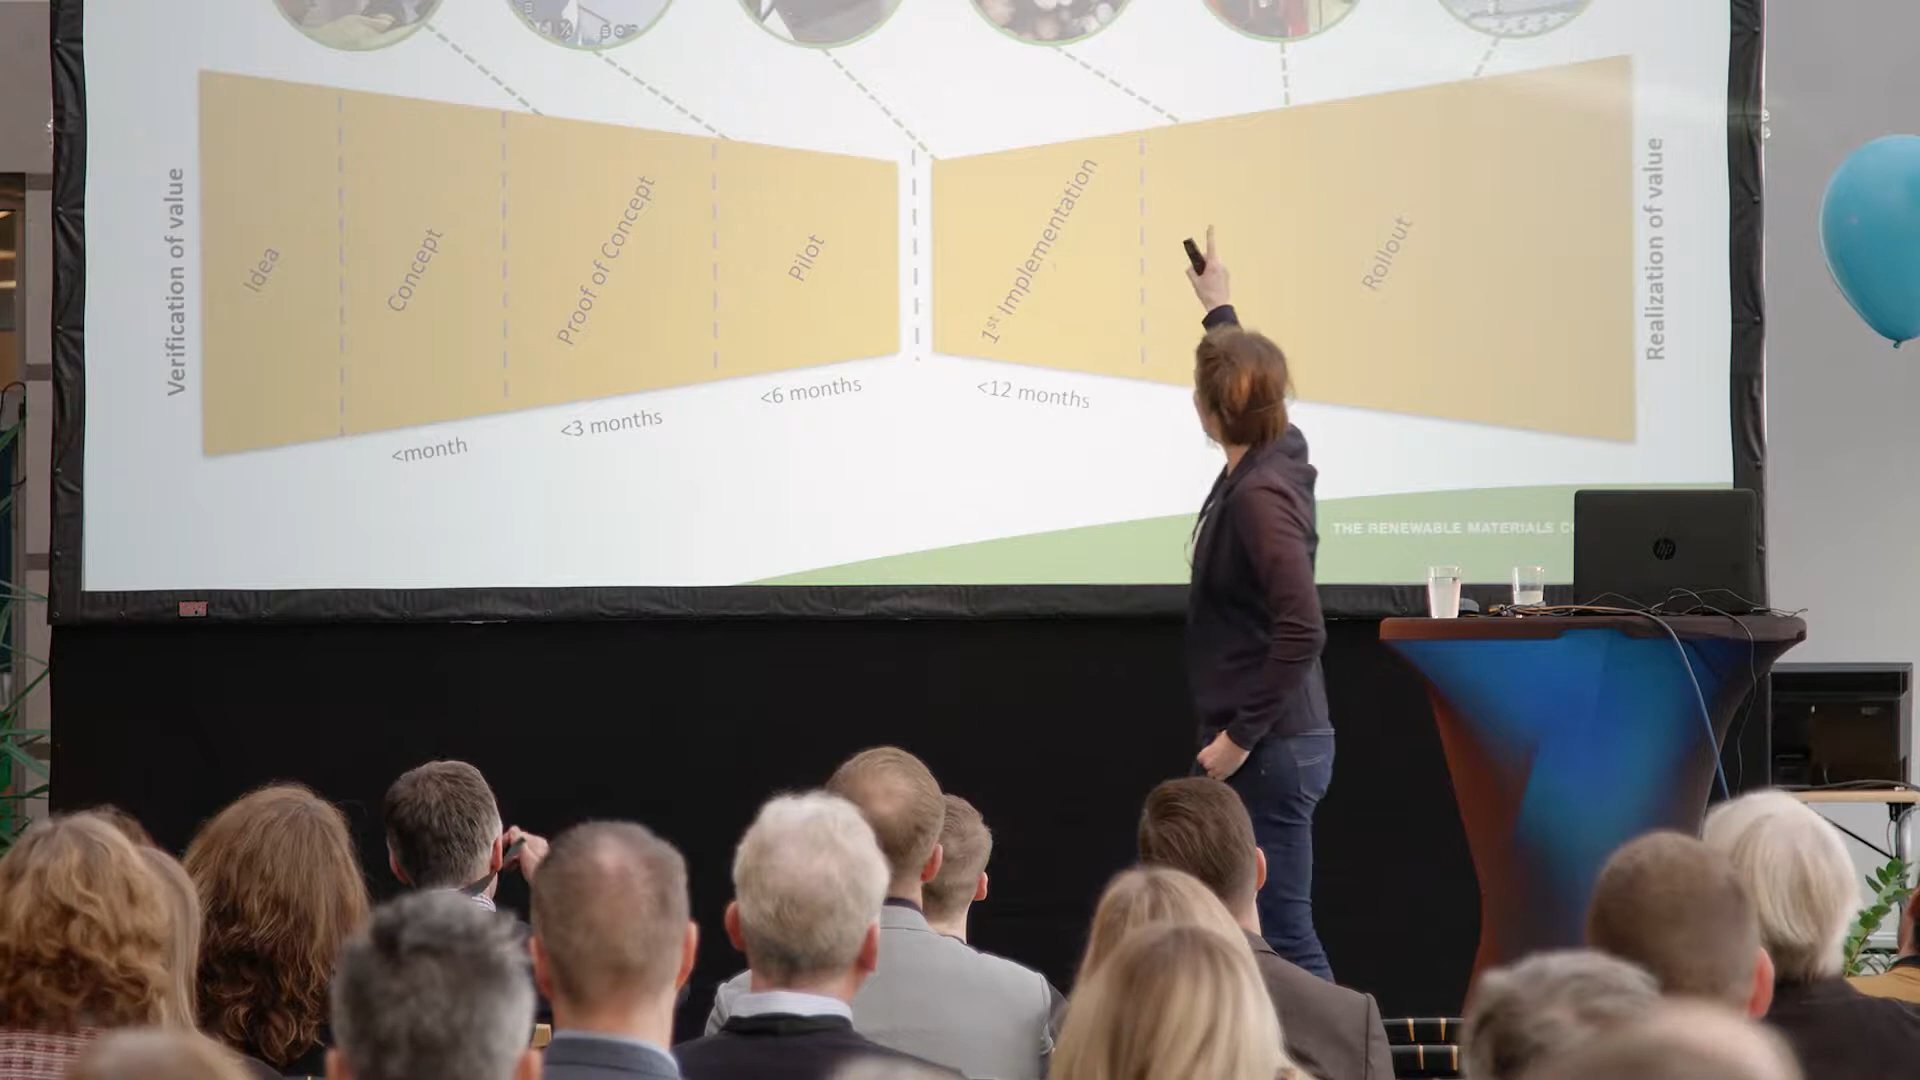 Verification of value
Idea
Concept
Proof of Concept
Pilot
1st Implementation
Rollout
Realization of value
<month
<3 months
<6 months
<12 months
THE RENEWABLE MATERIALS
hp